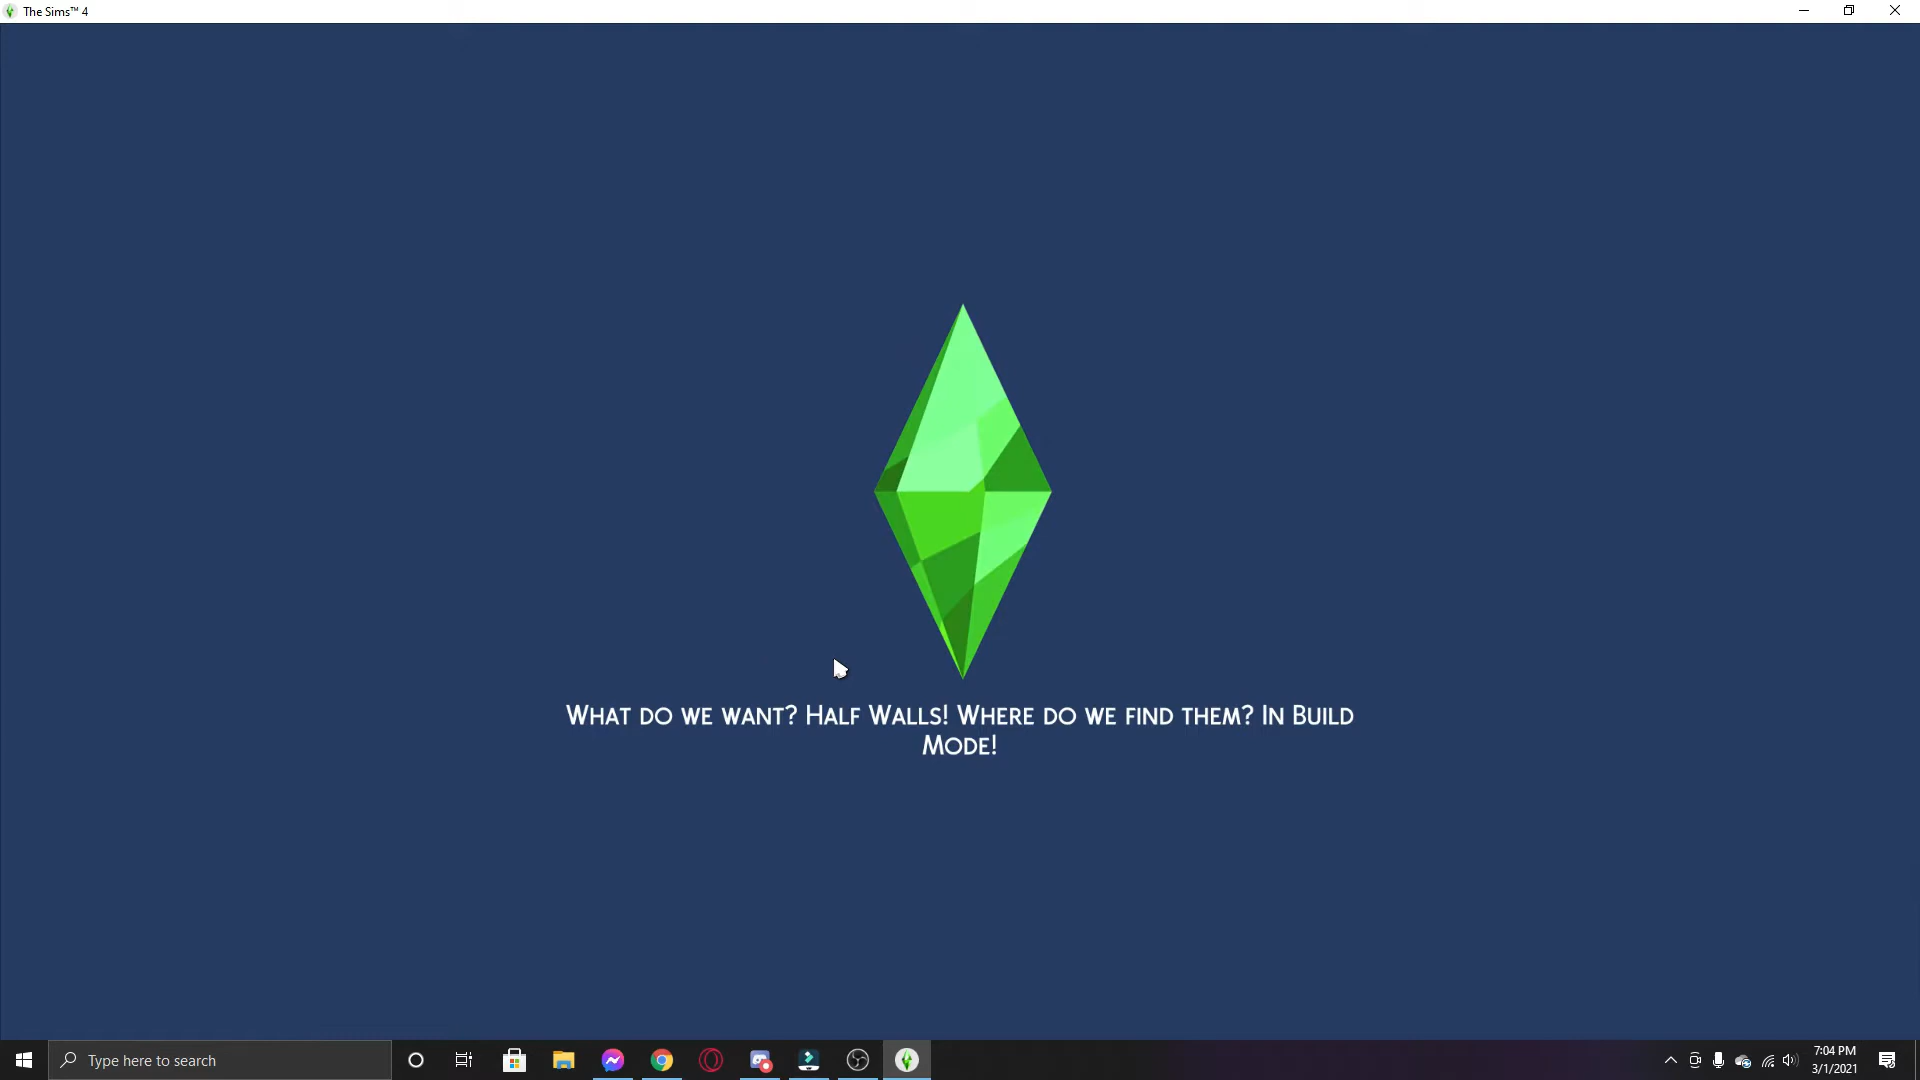 The Sims™ 4
What do we want? Half Walls! Where do we find them? In Build
Mode!
Type here to search
7:04 PM
3/1/2021